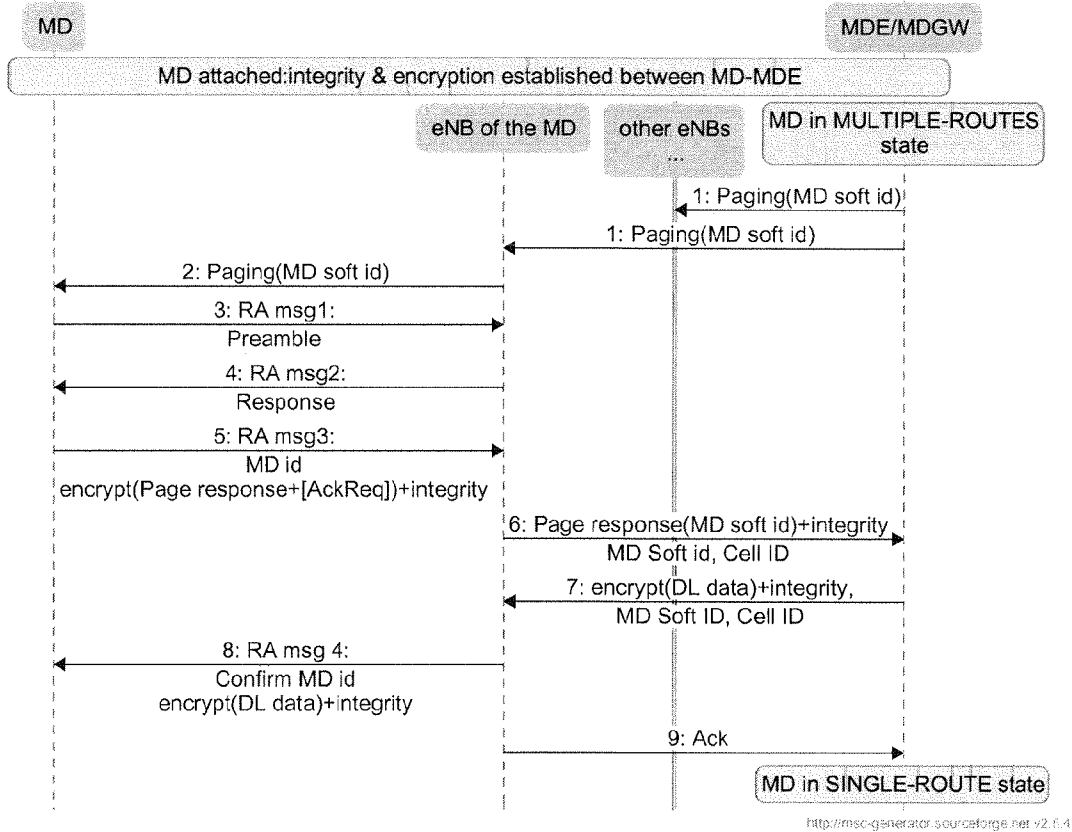 MD
MDE/MDGW
MD attached:integrity & encryption established between MD-MDE
eNB of the MD
other eNBs
...
MD in MULTIPLE-ROUTES
state
1: Paging(MD soft id)
1: Paging(MD soft id)
2: Paging(MD soft id)
3: RA msg1:
Preamble
4: RA msg2:
Response
5: RA msg3:
MD id
encrypt(Page response+[AckReq])+integrity
6: Page response(MD soft id)+integrity
MD Soft id, Cell ID
7: encrypt(DL data)+integrity,
MD Soft ID, Cell ID
8: RA msg 4:
Confirm MD id
encrypt(DL data)+integrity
9: Ack
MD in SINGLE-ROUTE state
http://msc-generator.sourceforge.net